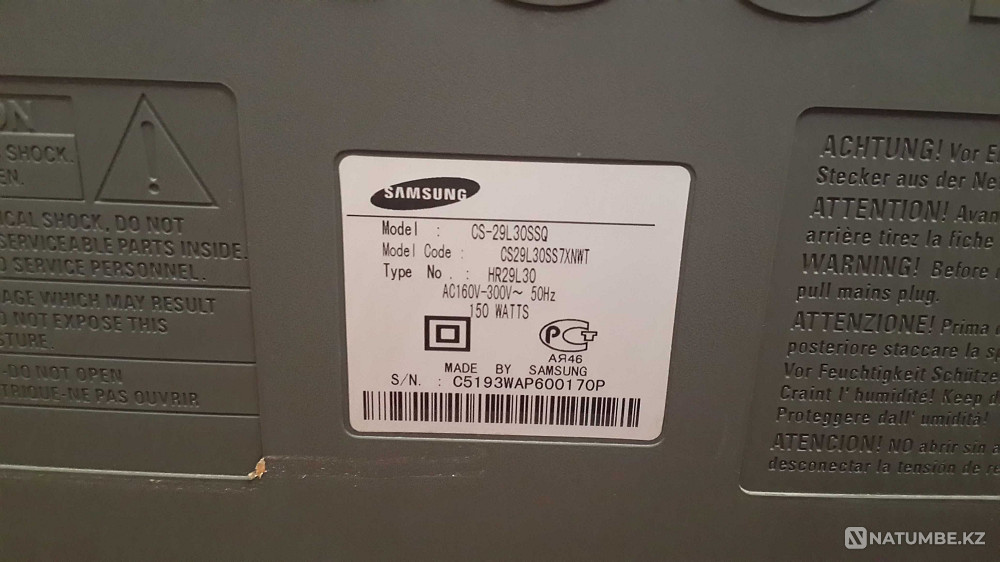 ON
SHOCK.
EN.
ICAL SHOCK, DO NOT
SERVICEABLE PARTS INSIDE.
O SERVICE PERSONNEL.
AGE WHICH MAY RESULT
O NOT EXPOSE THIS
STURE.
-DO NOT OPEN
TRIQUE-NE PAS OUVRIR
SAMSUNG
Model : CS-29L30SSQ
Model Code : CS29L30SS7XNWT
Type No. : HR29L30
AC160V-300V~ 50Hz
150 WATTS
РСТ
АЯ46
MADE BY SAMSUNG
S/N. : C5193WAP600170P
ACHTUNG! Vor
Stecker aus der
ATTENTION! Avan
arrière tirez la fiche
WARNING! Before
pull mains plug.
ATTENZIONE! Prima
posteriore staccare la
Vor Feuchtigkeit Schütze
Craint l' humidité! Keep
Proteggere dall' umidità!
ATENCION! NO abrir sin
desconectar la tensión de
NATUMBE.KZ